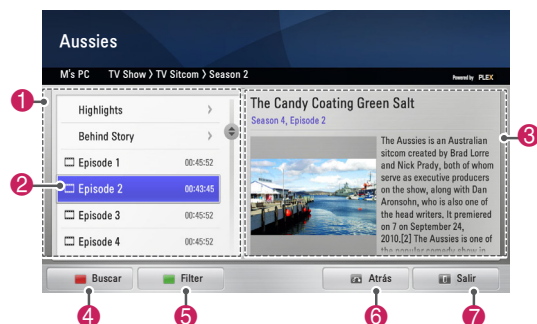 Aussies
M's PC TV Show > TV Sitcom > Season 2
Powered by PLEX
1
Highlights >
Behind Story >
Episode 1 00:45:52
2
Episode 2 00:43:45
Episode 3 00:45:52
Episode 4 00:45:52
The Candy Coating Green Salt
Season 4, Episode 2
3
The Aussies is an Australian
sitcom created by Brad Lorre
and Nick Prady, both of whom
serve as executive producers
on the show, along with Dan
Aronsohn, who is also one of
the head writers. It premiered
on 7 on September 24,
2010.[2] The Aussies is one of
the popular comedy show in
Buscar
Filter
Atrás
Salir
4
5
6
7